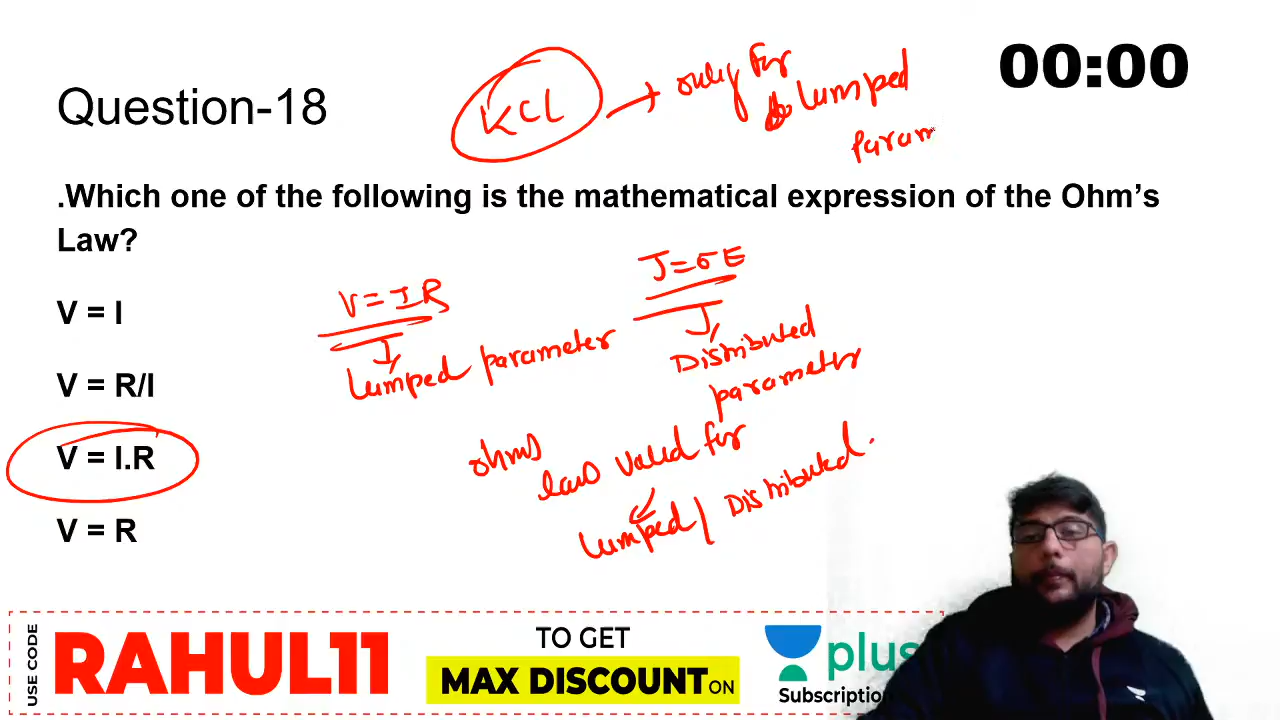 00:00
Question-18
KCL → only for
lumped
param
.Which one of the following is the mathematical expression of the Ohm's
Law?
V = I
V = R/I
V = I.R
V = R
V = IR
Lumped parameter
J = σE
Distributed
parameter
ohms
law valid for
lumped / Distributed.
USE CODE
RAHUL11
TO GET
MAX DISCOUNT ON
plus
Subscription